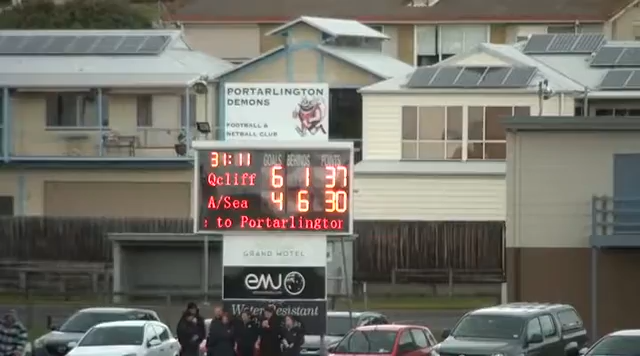 PORTARLINGTON
DEMONS
FOOTBALL &
NETBALL CLUB
31:11 GOALS BEHINDS POINTS
Qcliff 6 1 37
A/Sea 4 6 30
to Portarlington
GRAND HOTEL
emu
Water Resistant